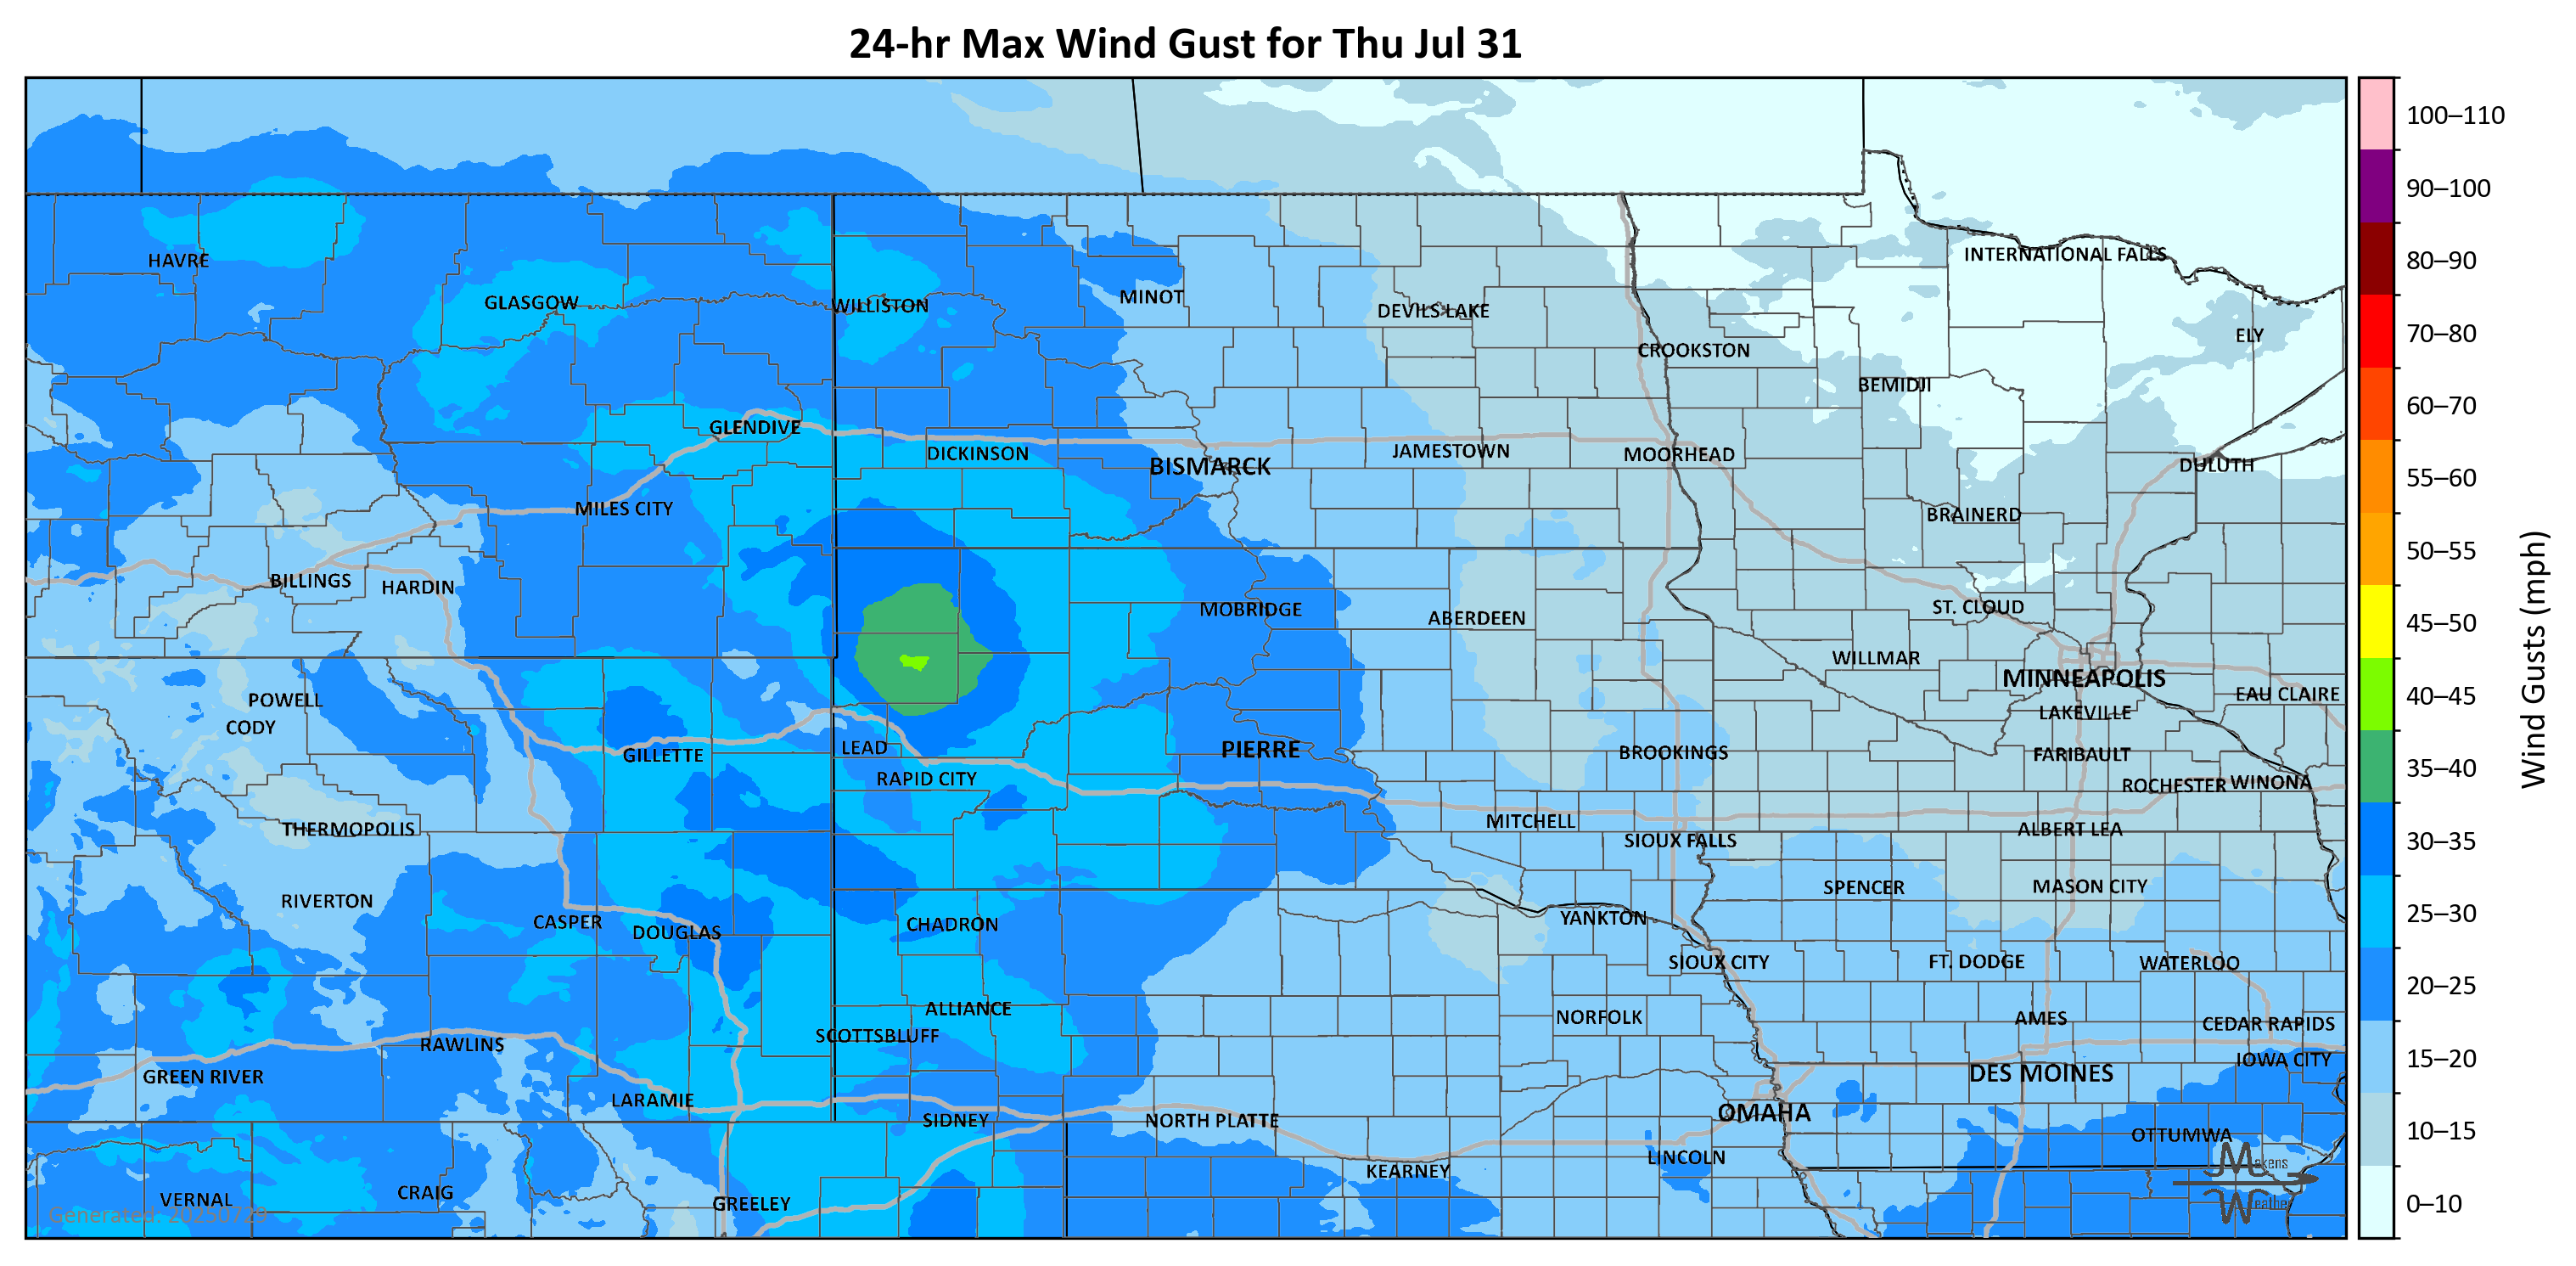 24-hr Max Wind Gust for Thu Jul 31
100–110
90–100
80–90
70–80
60–70
55–60
50–55
45–50
40–45
35–40
30–35
25–30
20–25
15–20
10–15
0–10
Wind Gusts (mph)
HAVRE
INTERNATIONAL FALLS
GLASGOW
WILLISTON
MINOT
DEVILS LAKE
ELY
CROOKSTON
BEMIDJI
GLENDIVE
DICKINSON
BISMARCK
JAMESTOWN
MOORHEAD
DULUTH
MILES CITY
BRAINERD
BILLINGS
HARDIN
MOBRIDGE
ABERDEEN
ST. CLOUD
WILLMAR
MINNEAPOLIS
POWELL
EAU CLAIRE
CODY
LAKEVILLE
GILLETTE
LEAD
PIERRE
BROOKINGS
FARIBAULT
RAPID CITY
ROCHESTER
WINONA
THERMOPOLIS
MITCHELL
SIOUX FALLS
ALBERT LEA
RIVERTON
SPENCER
MASON CITY
CASPER
DOUGLAS
CHADRON
YANKTON
SIOUX CITY
FT. DODGE
WATERLOO
ALLIANCE
SCOTTSBLUFF
NORFOLK
AMES
CEDAR RAPIDS
RAWLINS
IOWA CITY
GREEN RIVER
DES MOINES
LARAMIE
SIDNEY
NORTH PLATTE
OMAHA
OTTUMWA
LINCOLN
KEARNEY
VERNAL
CRAIG
GREELEY
Makens
Weather
Generated: 20250729